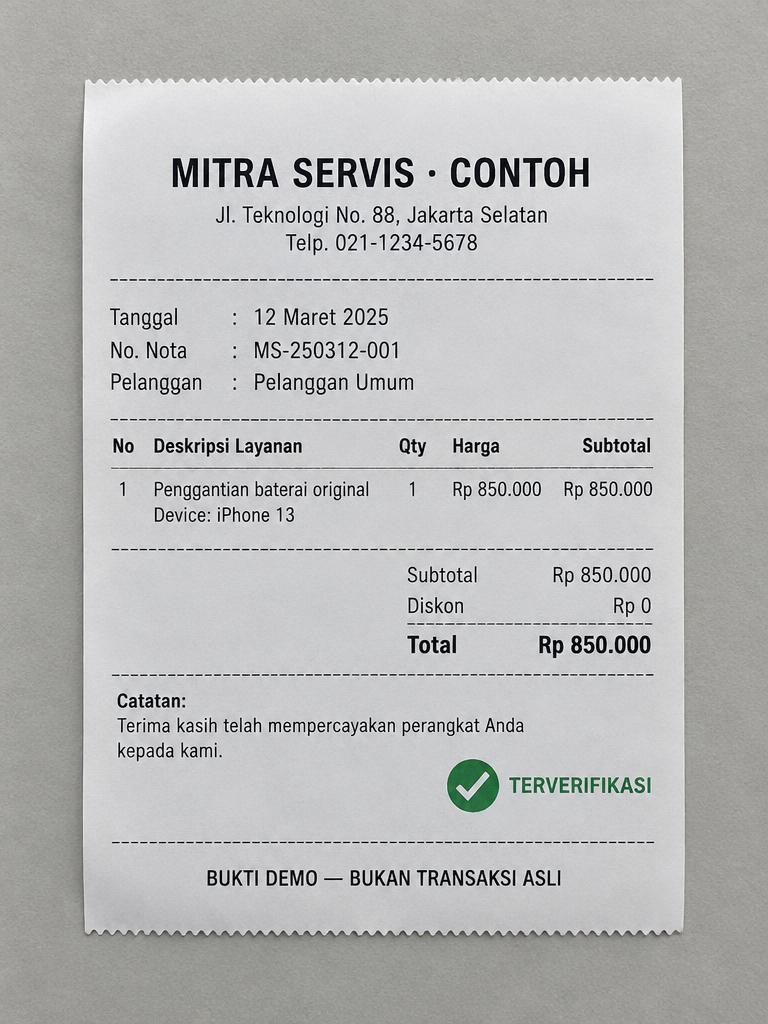 MITRA SERVIS · CONTOH
Jl. Teknologi No. 88, Jakarta Selatan
Telp. 021-1234-5678
Tanggal : 12 Maret 2025
No. Nota : MS-250312-001
Pelanggan : Pelanggan Umum
No Deskripsi Layanan Qty Harga Subtotal
1 Penggantian baterai original 1 Rp 850.000 Rp 850.000
Device: iPhone 13
Subtotal Rp 850.000
Diskon Rp 0
Total Rp 850.000
Catatan:
Terima kasih telah mempercayakan perangkat Anda
kepada kami.
TERVERIFIKASI
BUKTI DEMO — BUKAN TRANSAKSI ASLI